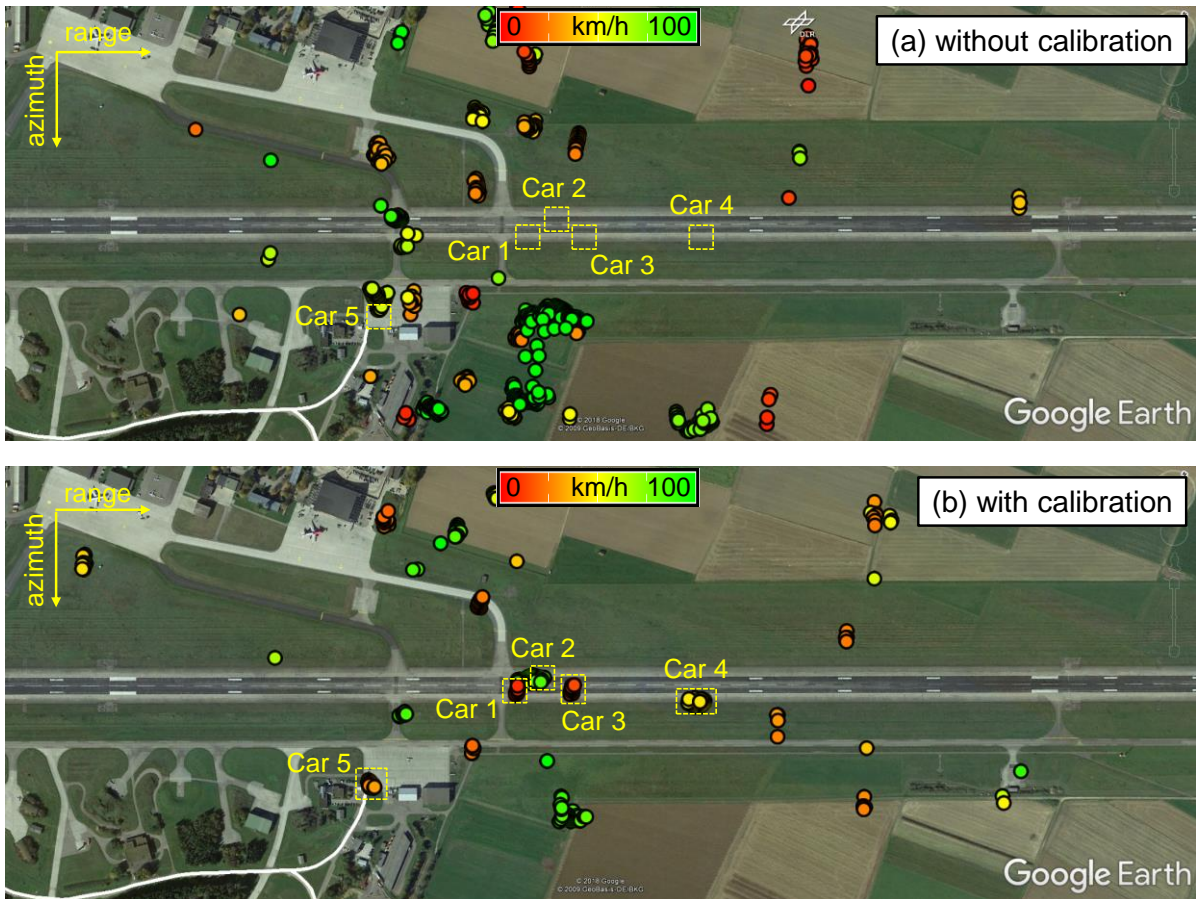 0 km/h 100
DLR
(a) without calibration
range
azimuth
Car 2
Car 4
Car 1
Car 3
Car 5
© 2018 Google
© 2009 GeoBasis-DE/BKG
Google Earth
0 km/h 100
(b) with calibration
range
azimuth
Car 2
Car 4
Car 1
Car 3
Car 5
© 2018 Google
© 2009 GeoBasis-DE/BKG
Google Earth